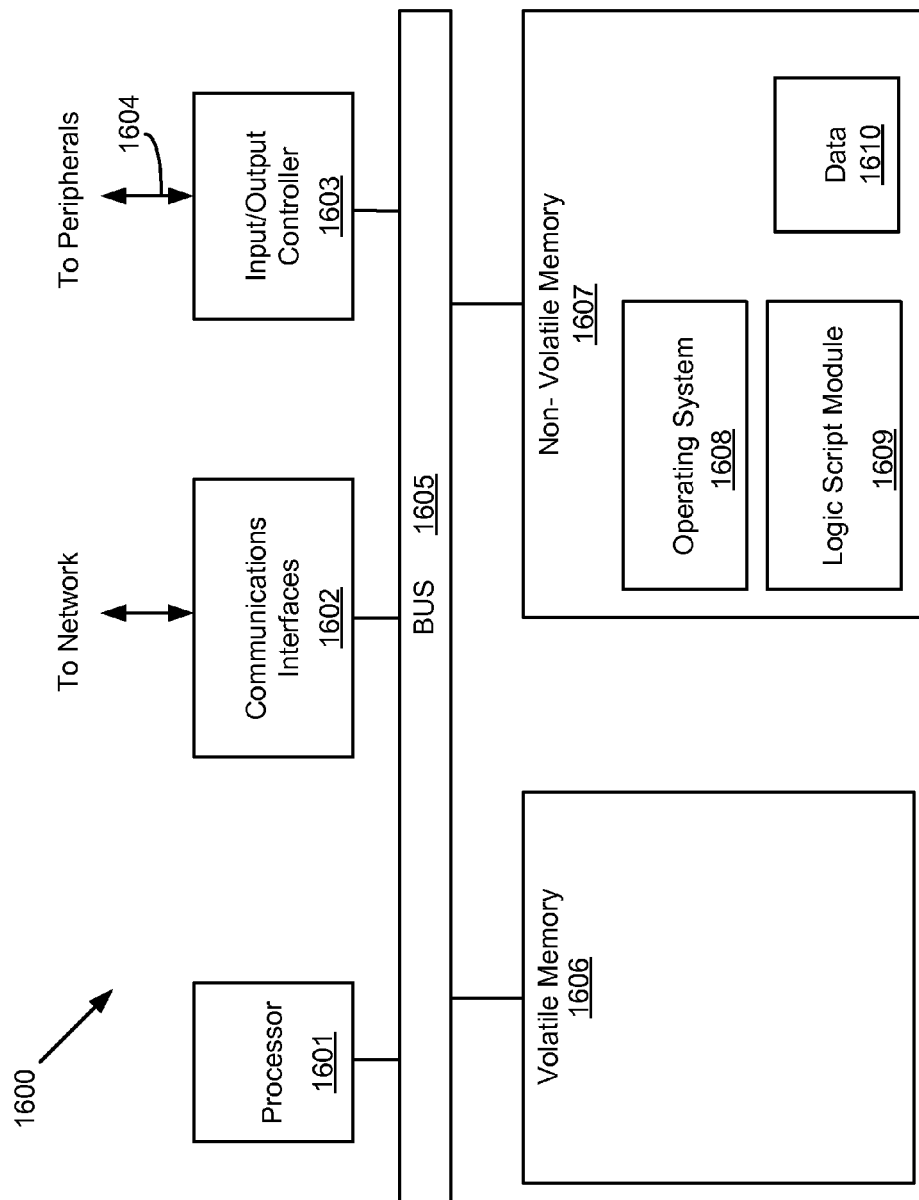 1600
To Network
To Peripherals
1604
Processor
1601
Communications
Interfaces
1602
Input/Output
Controller
1603
BUS 1605
Volatile Memory
1606
Non- Volatile Memory
1607
Operating System
1608
Logic Script Module
1609
Data
1610